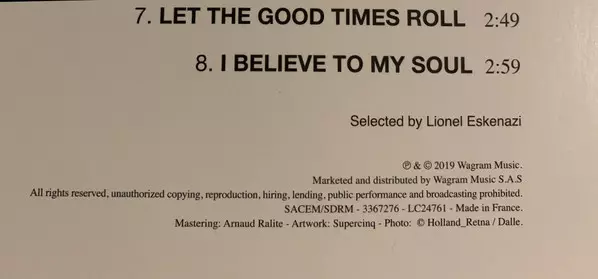 7. LET THE GOOD TIMES ROLL 2:49
8. I BELIEVE TO MY SOUL 2:59
Selected by Lionel Eskenazi
℗ & © 2019 Wagram Music.
Marketed and distributed by Wagram Music S.A.S
All rights reserved, unauthorized copying, reproduction, hiring, lending, public performance and broadcasting prohibited.
SACEM/SDRM - 3367276 - LC24761 - Made in France.
Mastering: Arnaud Ralite - Artwork: Supercinq - Photo: © Holland_Retna / Dalle.